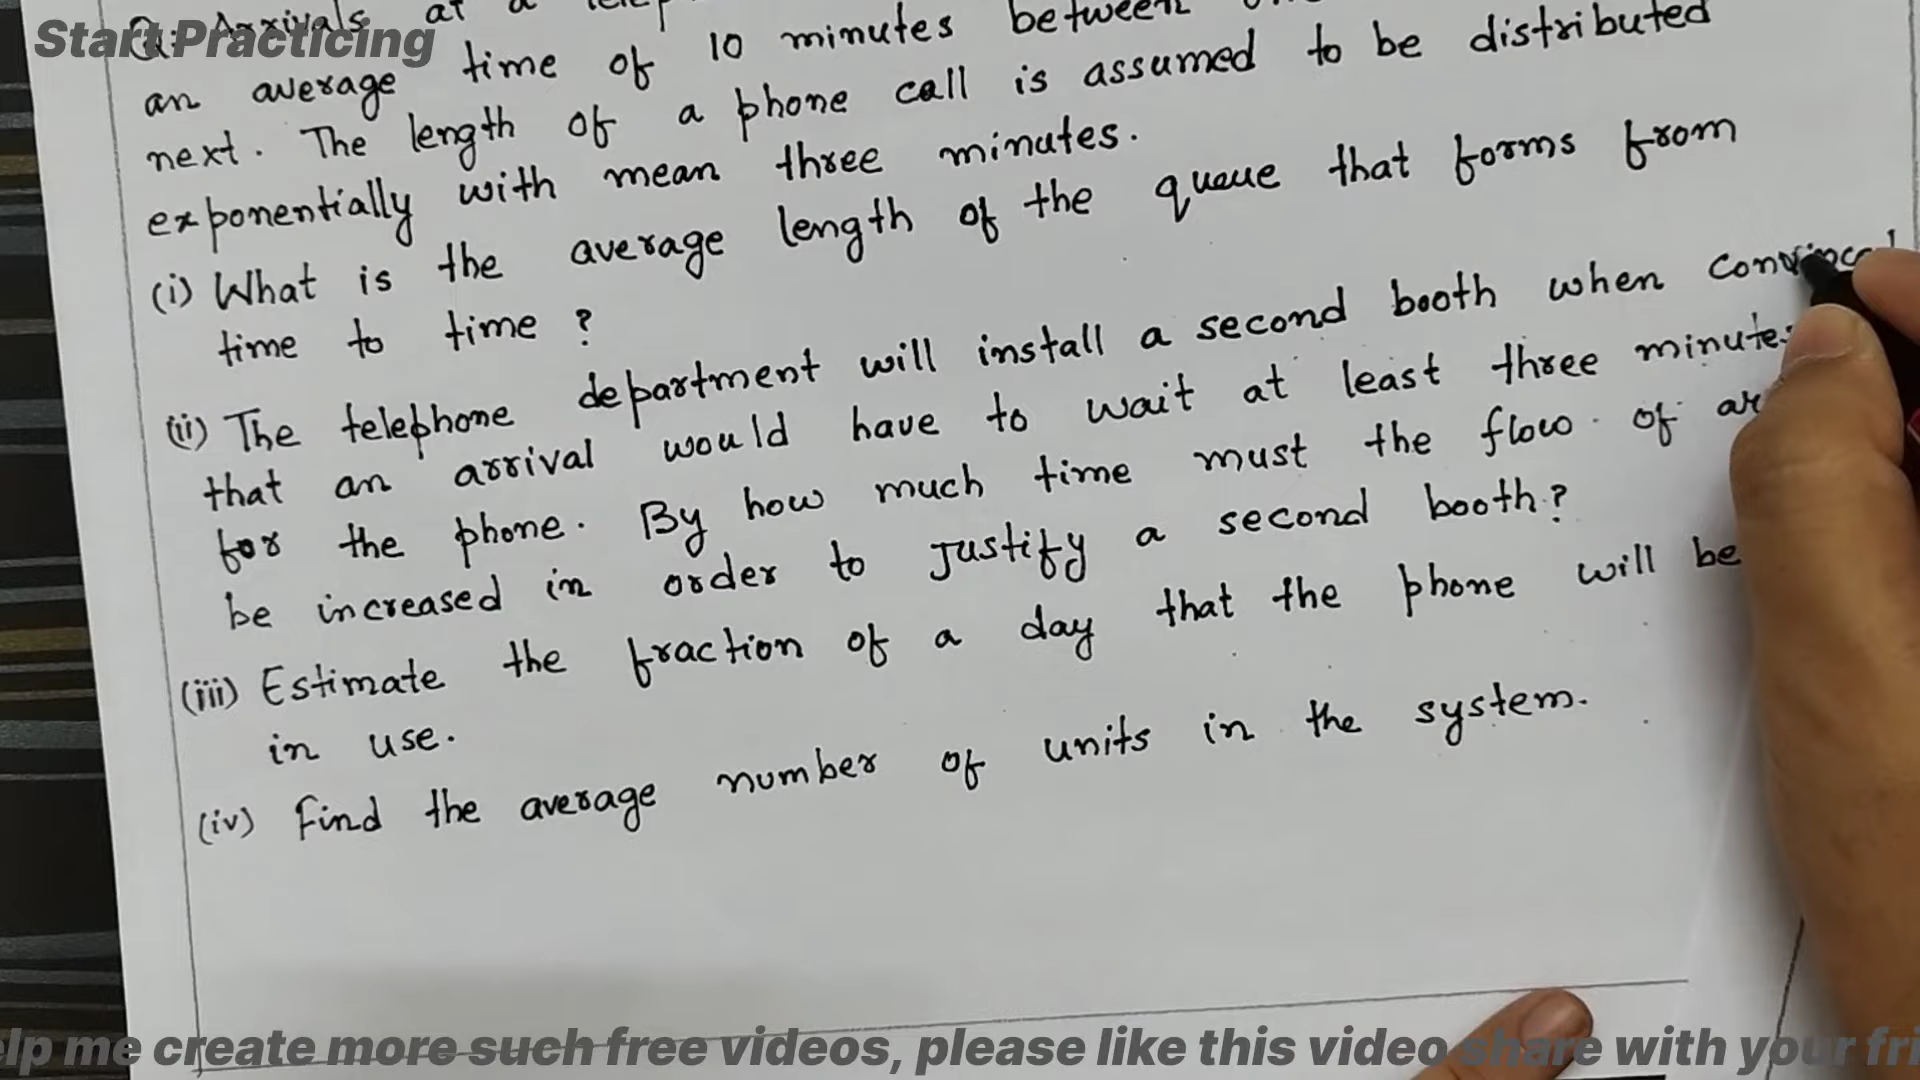 Start Practicing
Q: Arrivals at a
an average time of 10 minutes between
next. The length of a phone call is assumed to be distributed
exponentially with mean three minutes.
(i) What is the average length of the queue that forms from
time to time?
(ii) The telephone department will install a second booth when
that an arrival would have to wait at least three minutes
for the phone. By how much time must the flow of
be increased in order to justify a second booth?
(iii) Estimate the fraction of a day that the phone will be
in use.
(iv) Find the average number of units in the system.
elp me create more such free videos, please like this video share with your fri